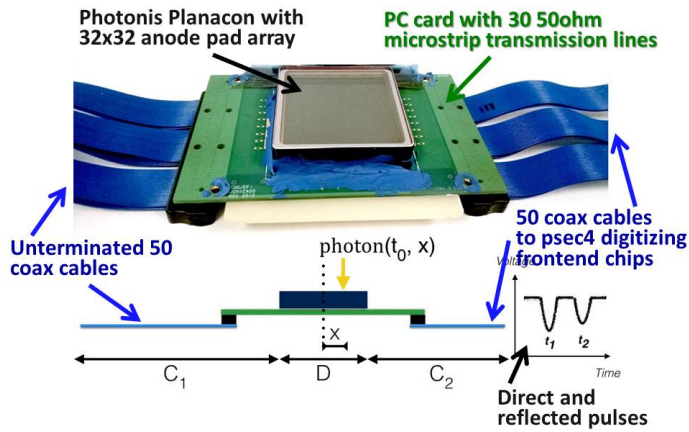 Photonis Planacon with
32x32 anode pad array
PC card with 30 50ohm
microstrip transmission lines
Unterminated 50
coax cables
50 coax cables
to psec4 digitizing
frontend chips
photon(t0, x)
Voltage
x
t1
t2
C1
D
C2
Time
Direct and
reflected pulses